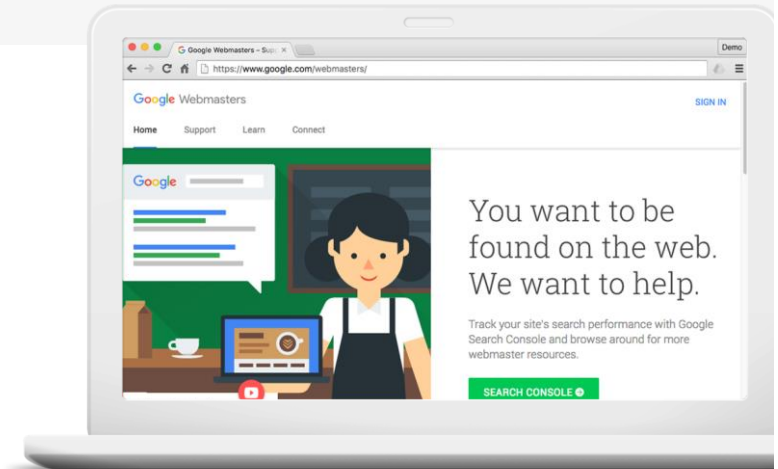 Google Webmasters – Sup
Demo
https://www.google.com/webmasters/
Google Webmasters
SIGN IN
Home Support Learn Connect
Google
You want to be
found on the web.
We want to help.
Track your site's search performance with Google
Search Console and browse around for more
webmaster resources.
SEARCH CONSOLE